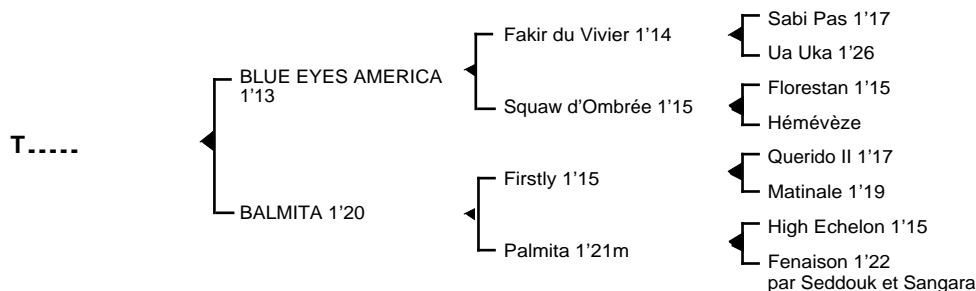 T.....
BLUE EYES AMERICA
1’13
BALMITA 1’20
Fakir du Vivier 1’14
Squaw d’Ombrée 1’15
Firstly 1’15
Palmita 1’21m
Sabi Pas 1’17
Ua Uka 1’26
Florestan 1’15
Hémévèze
Querido II 1’17
Matinale 1’19
High Echelon 1’15
Fenaison 1’22
par Seddouk et Sangara